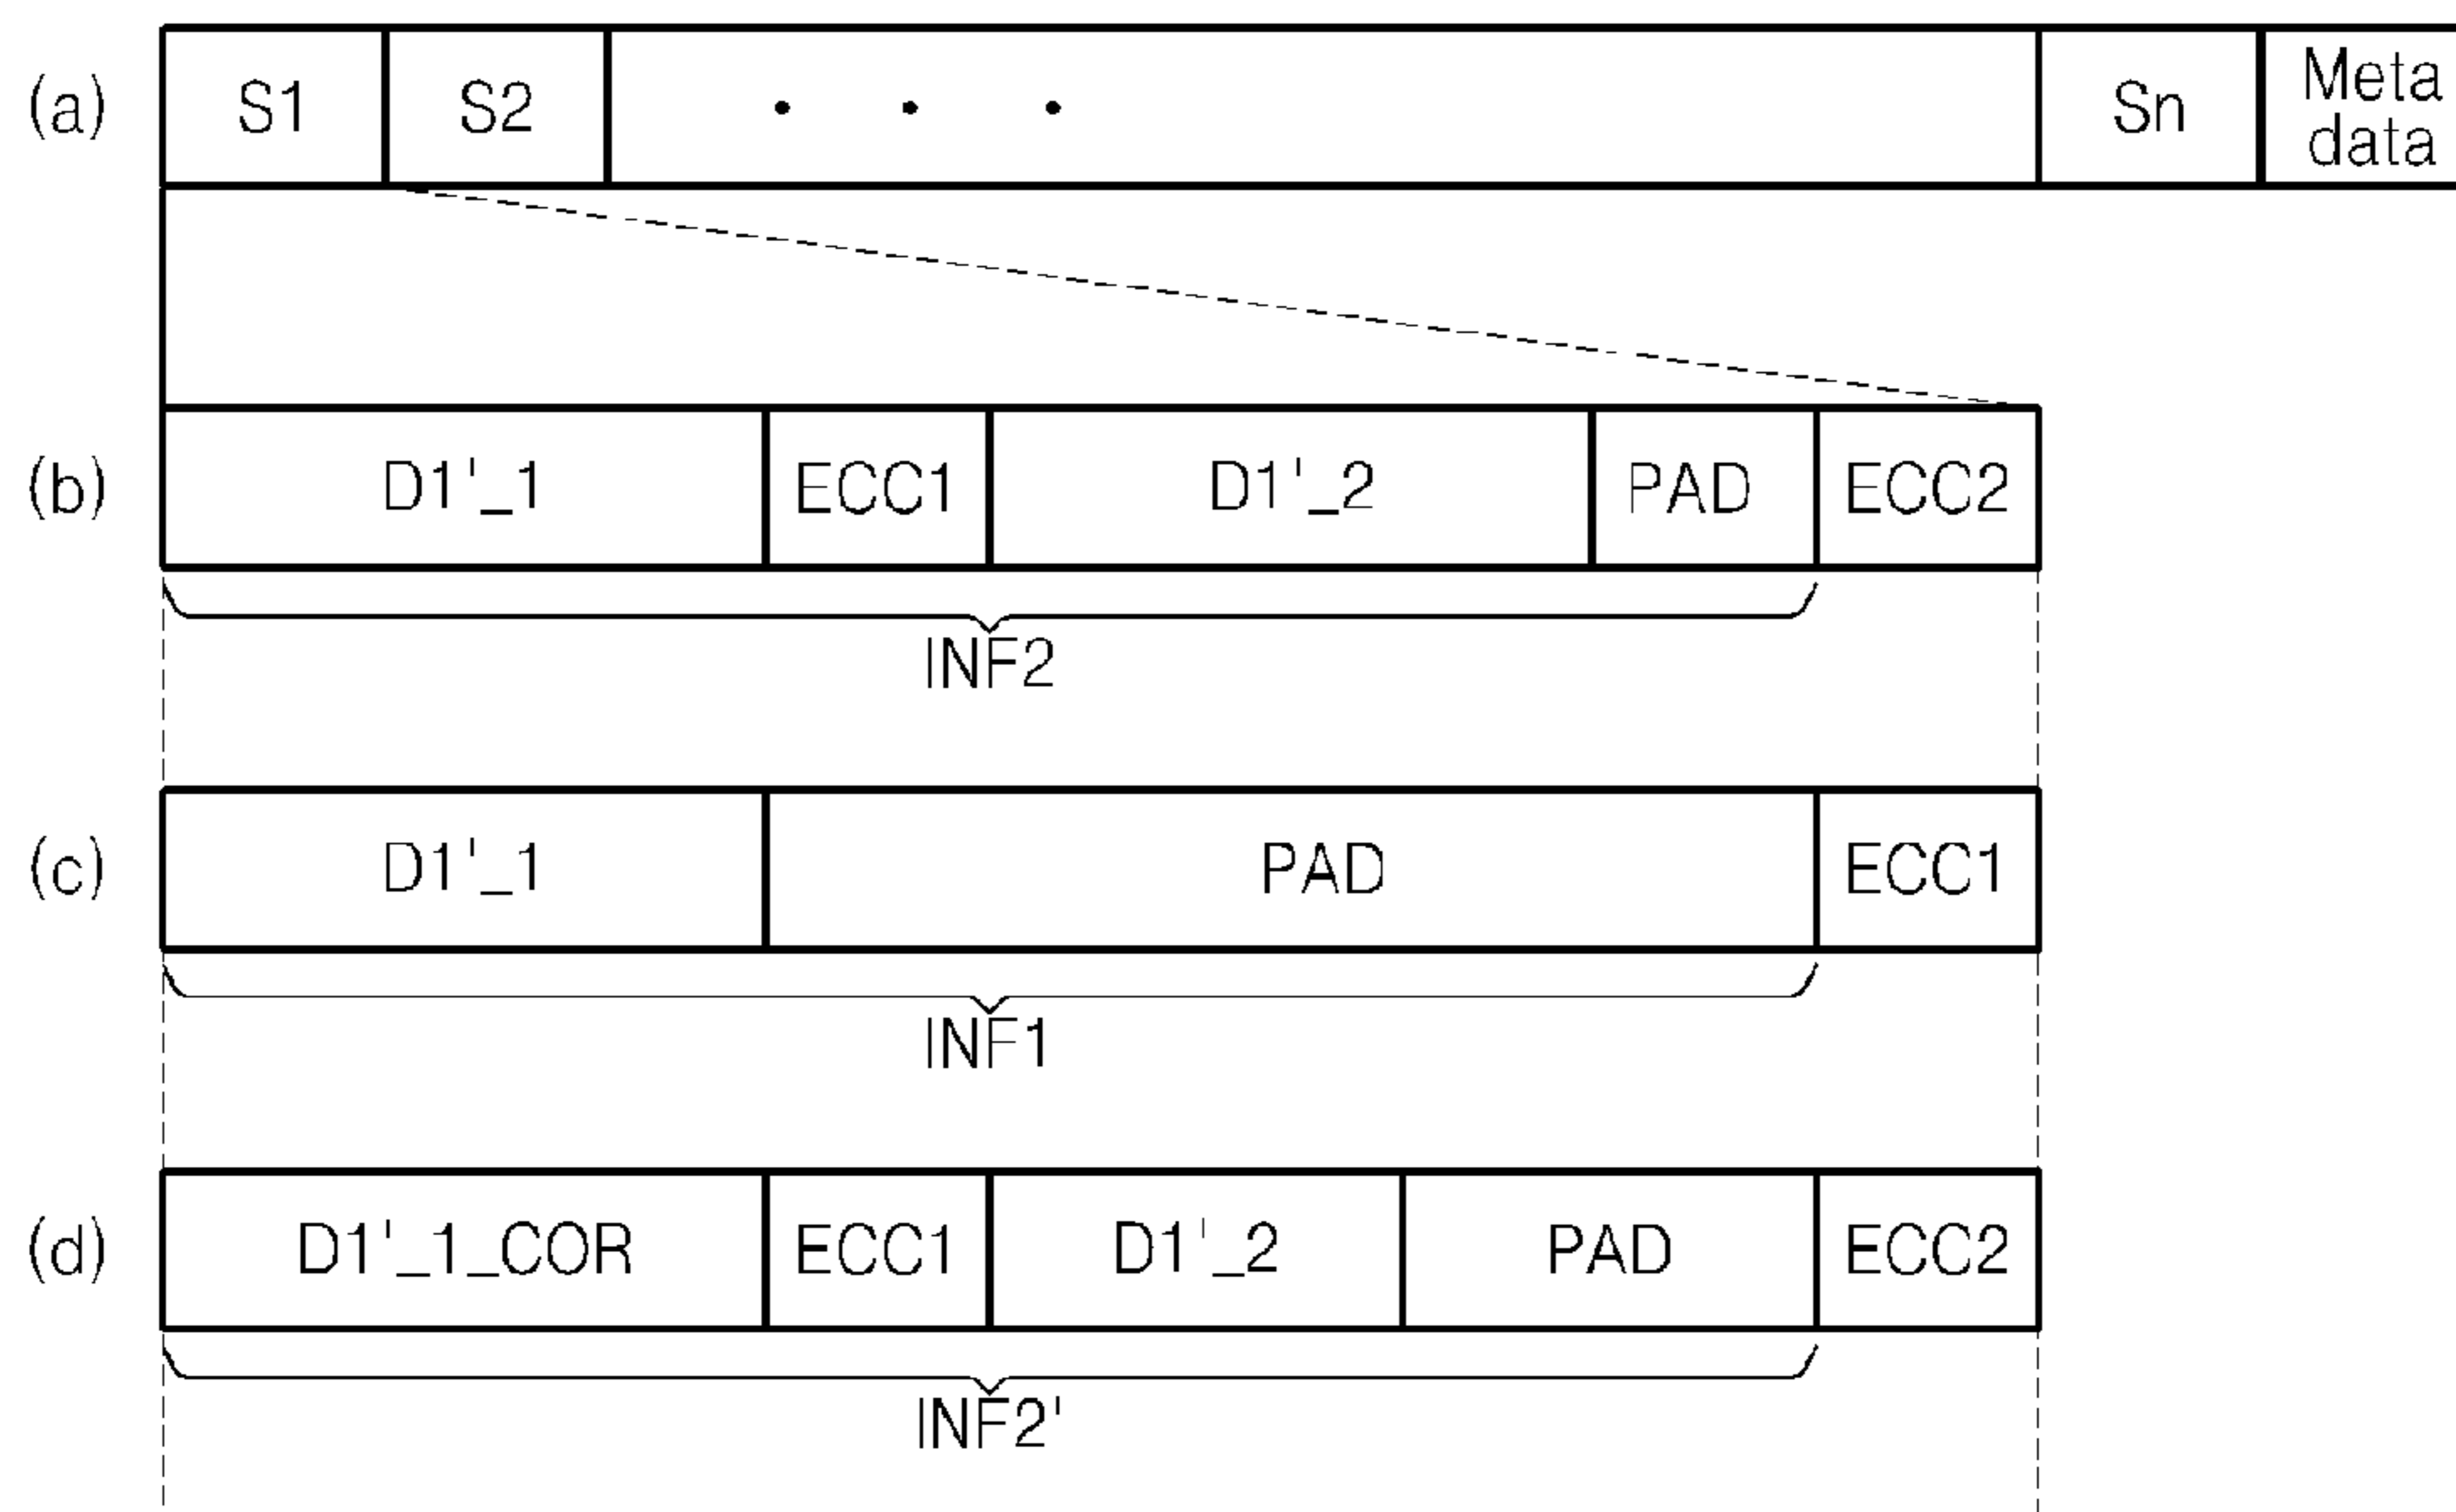 (a) S1 S2 • • • Sn Meta data
(b) D1'_1 ECC1 D1'_2 PAD ECC2
INF2
(c) D1'_1 PAD ECC1
INF1
(d) D1'_1_COR ECC1 D1'_2 PAD ECC2
INF2'